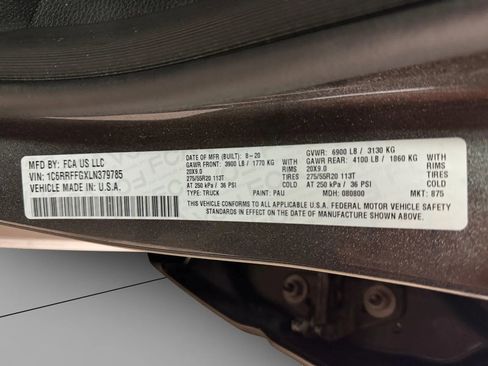 MFD BY: FCA US LLC
DATE OF MFR (BUILT): 8-20
GVWR: 6900 LB / 3130 KG
GAWR FRONT: 3900 LB / 1770 KG
GAWR REAR: 4100 LB / 1860 KG
20X9.0 RIMS 20X9.0 RIMS
275/55R20 113T TIRES 275/55R20 113T TIRES
AT 250 kPa / 36 PSI AT 250 kPa / 36 PSI
VIN: 1C6RRFFGXLN379785
TYPE: TRUCK PAINT: PAU MDH: 080800 MKT: 875
VEHICLE MADE IN U.S.A.
THIS VEHICLE CONFORMS TO ALL APPLICABLE U.S.A. FEDERAL MOTOR VEHICLE SAFETY
STANDARDS IN EFFECT ON THE DATE OF MANUFACTURE SHOWN ABOVE.